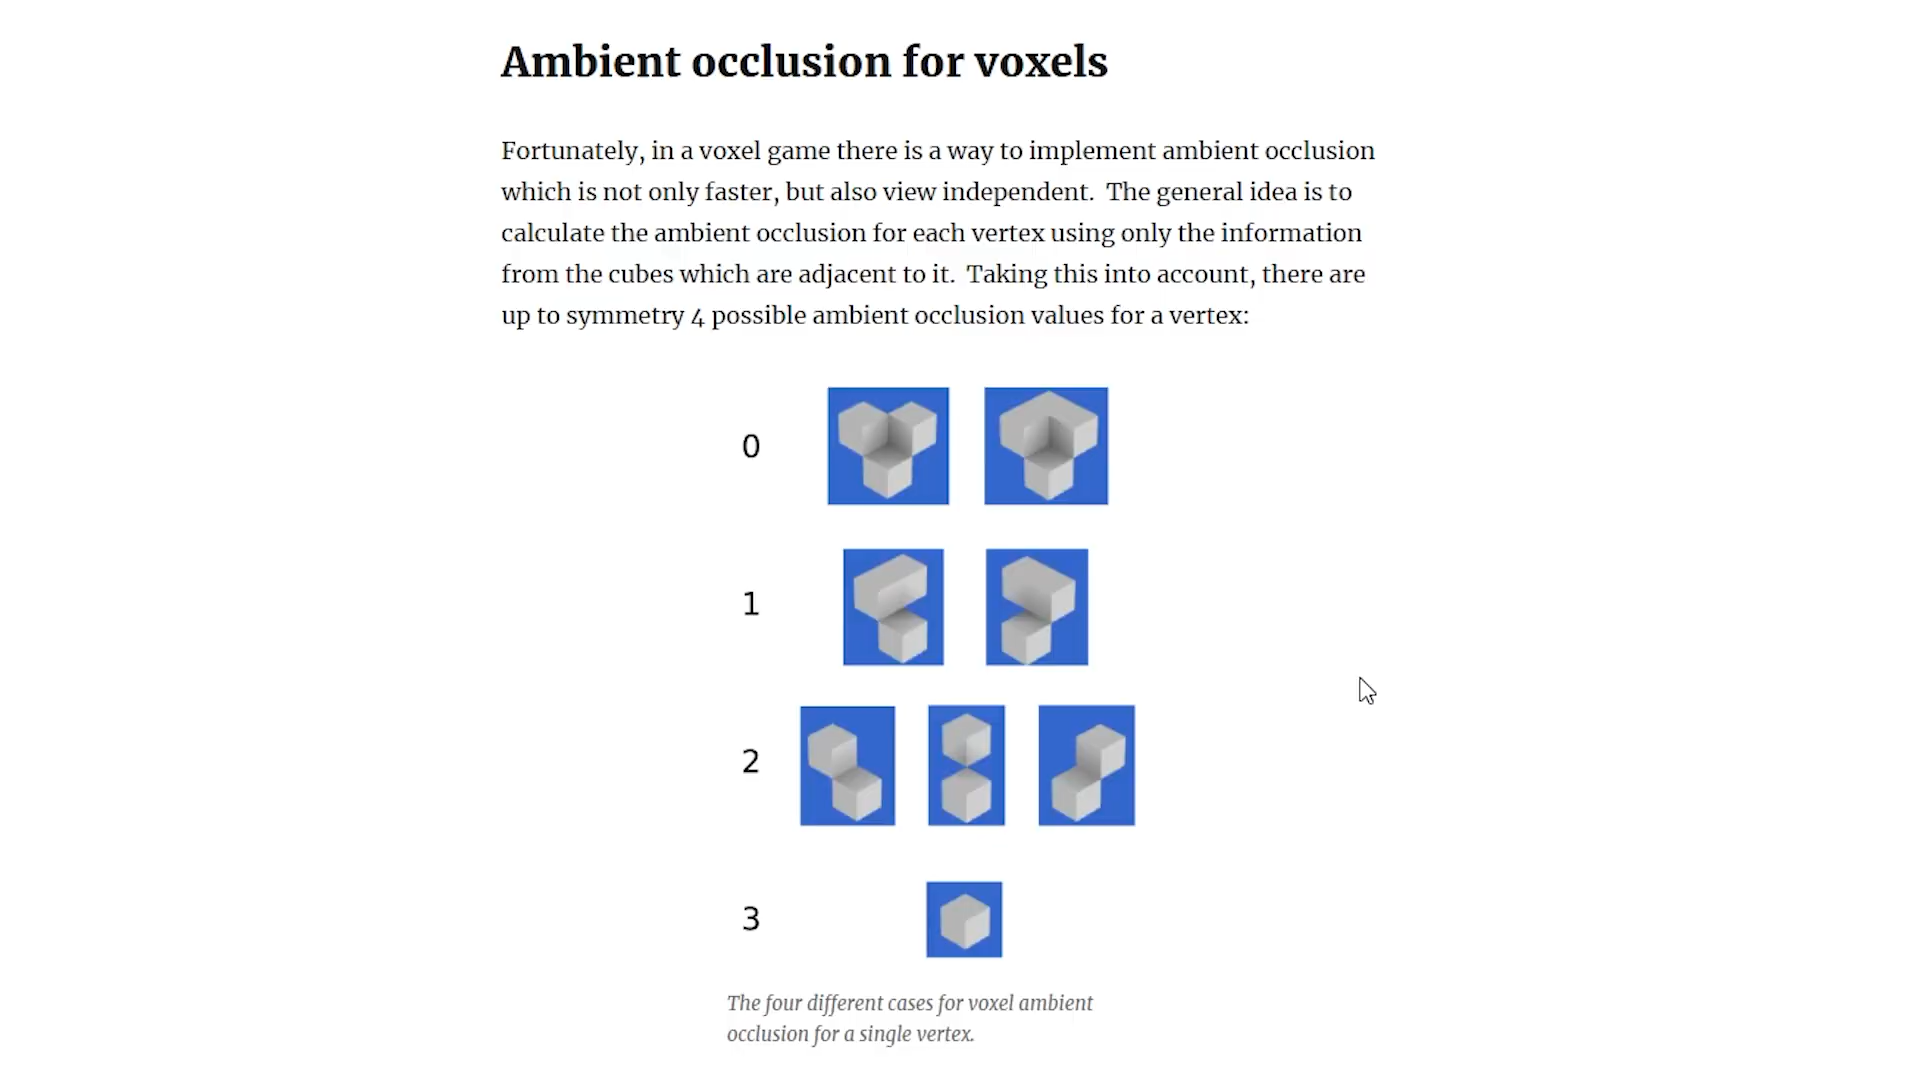 Ambient occlusion for voxels
Fortunately, in a voxel game there is a way to implement ambient occlusion
which is not only faster, but also view independent.  The general idea is to
calculate the ambient occlusion for each vertex using only the information
from the cubes which are adjacent to it.  Taking this into account, there are
up to symmetry 4 possible ambient occlusion values for a vertex:
0
1
2
3
The four different cases for voxel ambient
occlusion for a single vertex.